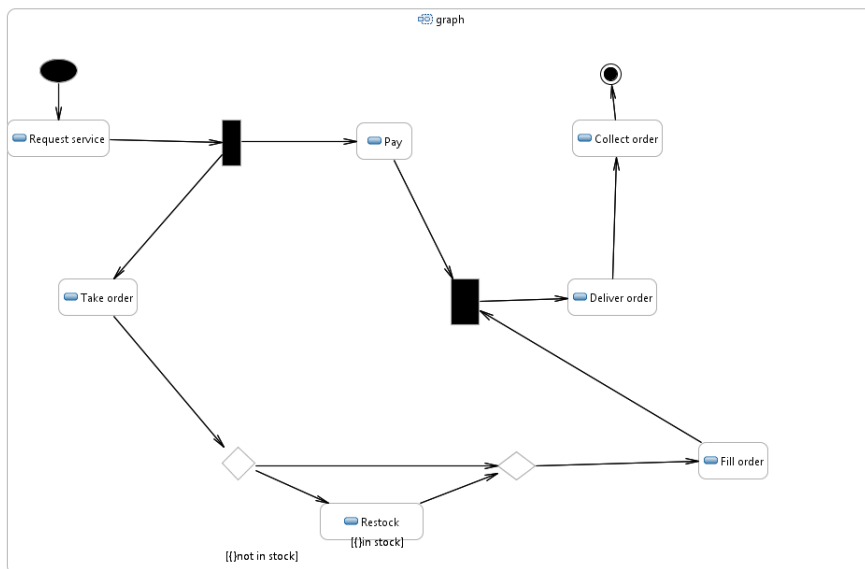 graph
Request service
Pay
Collect order
Take order
Deliver order
Fill order
Restock
[{}in stock]
[{}not in stock]